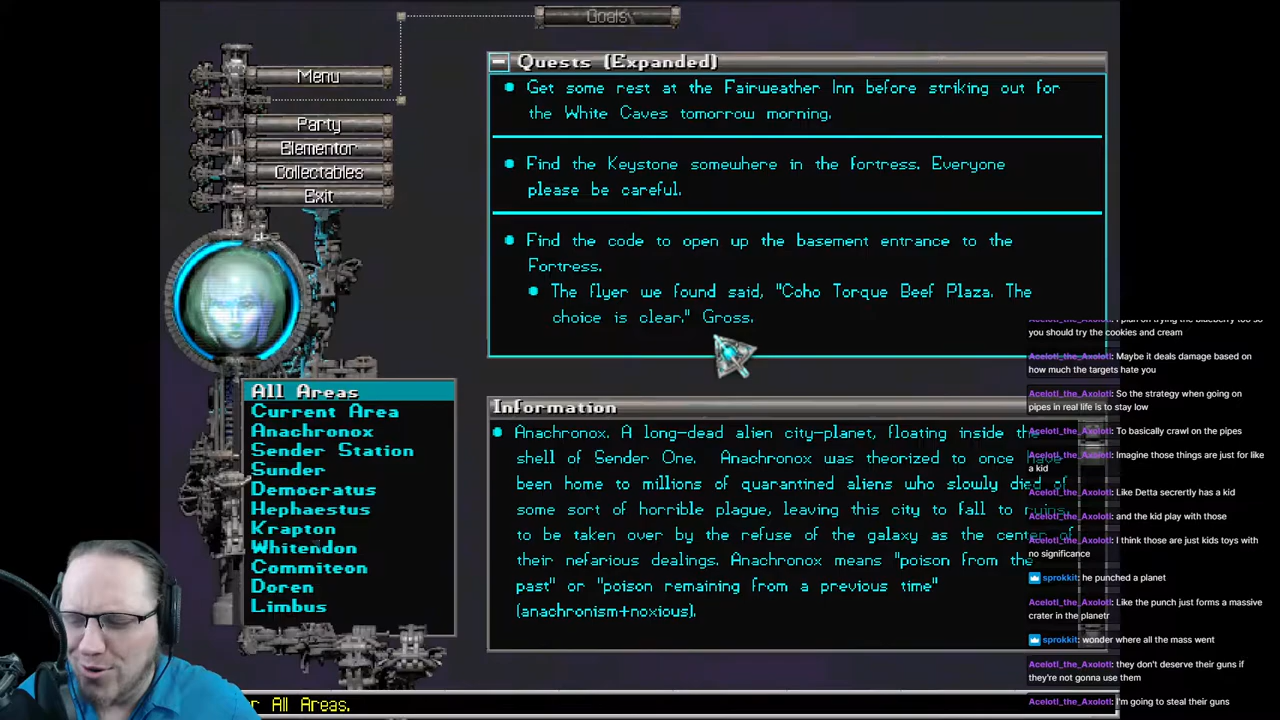 Goals
Menu
Party
Elementor
Collectables
Exit
Quests (Expanded)
Get some rest at the Fairweather Inn before striking out for
the White Caves tomorrow morning.
Find the Keystone somewhere in the fortress. Everyone
please be careful.
Find the code to open up the basement entrance to the
Fortress.
The flyer we found said, "Coho Torque Beef Plaza. The
choice is clear." Gross.
All Areas
Current Area
Anachronox
Sender Station
Sunder
Democratus
Hephaestus
Krapton
Whitendon
Commiteon
Doren
Limbus
Information
Anachronox. A long-dead alien city-planet, floating inside the
shell of Sender One. Anachronox was theorized to once have
been home to millions of quarantined aliens who slowly died of
some sort of horrible plague, leaving this city to fall to ruins,
to be taken over by the refuse of the galaxy as the center of
their nefarious dealings. Anachronox means "poison from the
past" or "poison remaining from a previous time"
(anachronism+noxious).
r All Areas.
you should try the cookies and cream
Acelotl_the_Axolotl: Maybe it deals damage based on
how much the targets hate you
Acelotl_the_Axolotl: So the strategy when going on
pipes in real life is to stay low
Acelotl_the_Axolotl: To basically crawl on the pipes
Acelotl_the_Axolotl: Imagine those things are just for like
a kid
Acelotl_the_Axolotl: Like Detta secrertly has a kid
Acelotl_the_Axolotl: and the kid play with those
Acelotl_the_Axolotl: I think those are just kids toys with
no significance
sprokkit: he punched a planet
Acelotl_the_Axolotl: Like the punch just forms a massive
crater in the planetr
sprokkit: wonder where all the mass went
Acelotl_the_Axolotl: they don't deserve their guns if
they're not gonna use them
Acelotl_the_Axolotl: I'm going to steal their guns